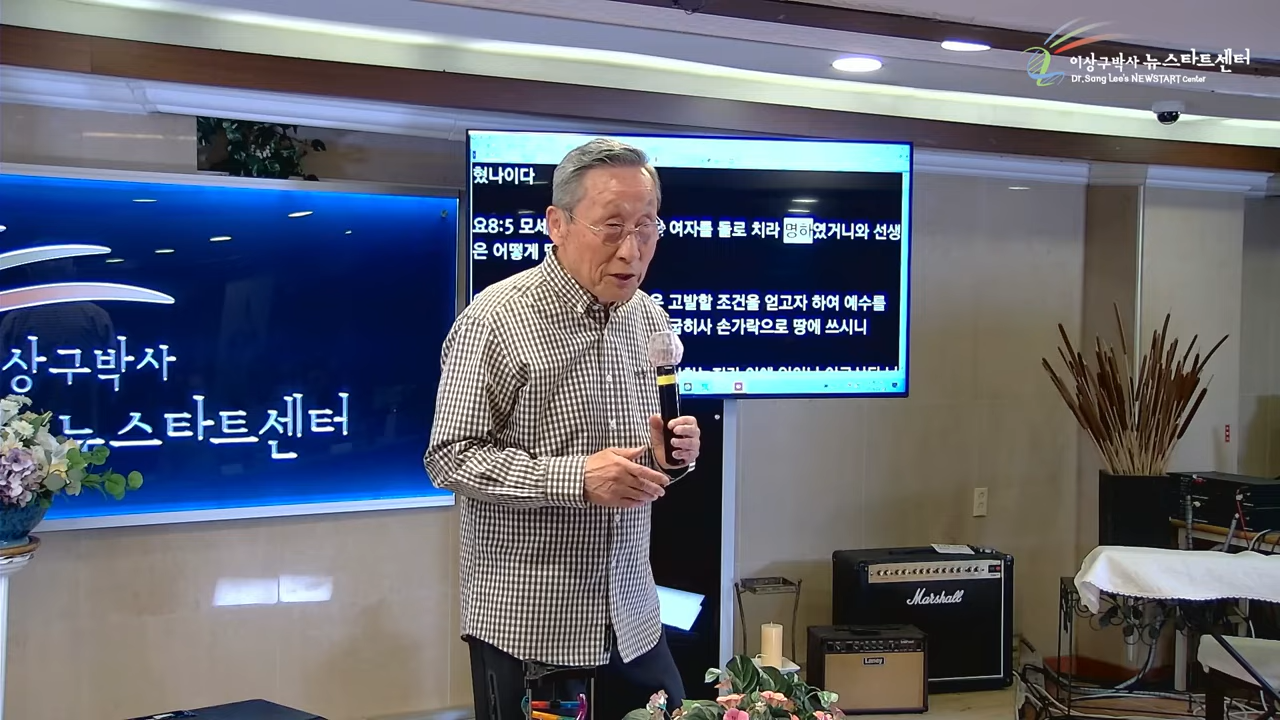 이상구박사 뉴스타트센터
Dr. Sang Lee's NEWSTART Center
혔나이다
요8:5 모세 여자를 돌로 치라 명하였거니와 선생
은 어떻게
고발할 조건을 얻고자 하여 예수를
손가락으로 땅에 쓰시니
상구박사
뉴스타트센터
Marshall
Laney